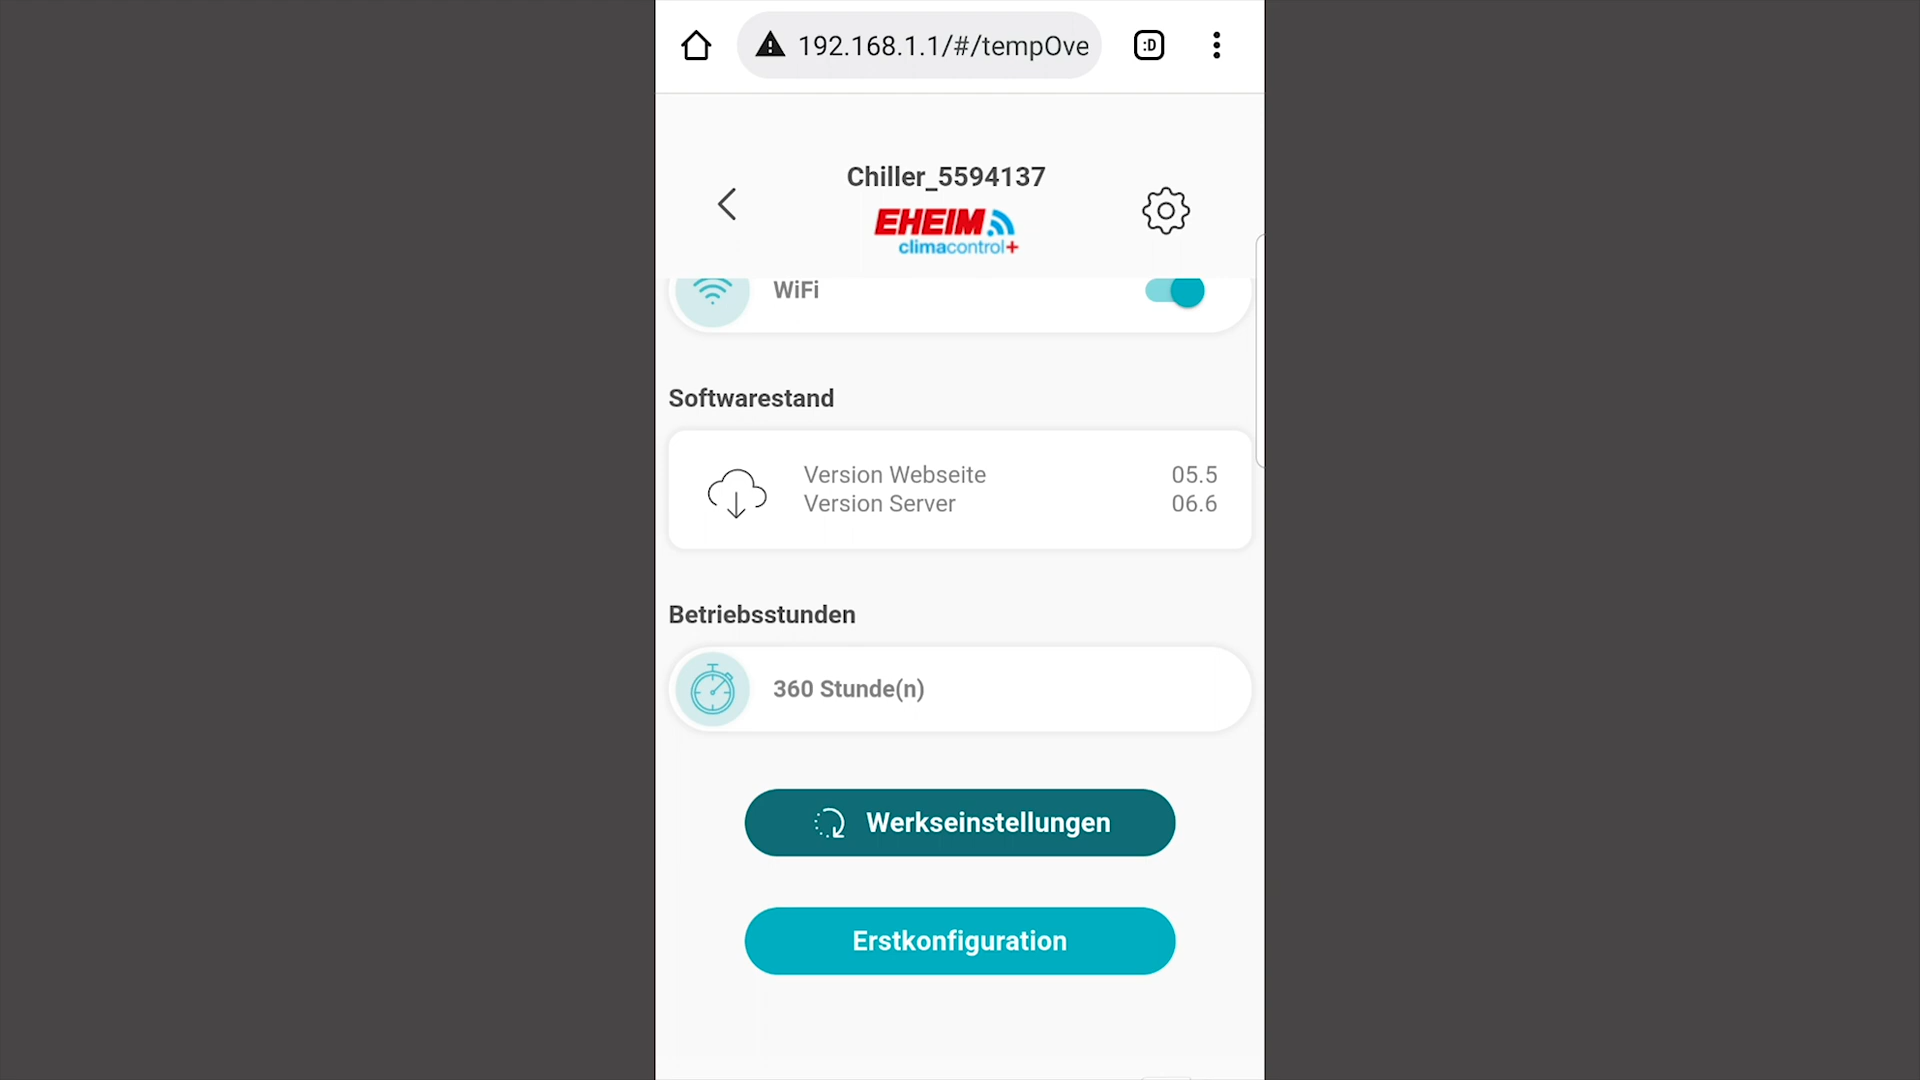 192.168.1.1/#/tempOve
:D
Chiller_5594137
EHEIM
climacontrol+
WiFi
Softwarestand
Version Webseite 05.5
Version Server 06.6
Betriebsstunden
360 Stunde(n)
Werkseinstellungen
Erstkonfiguration